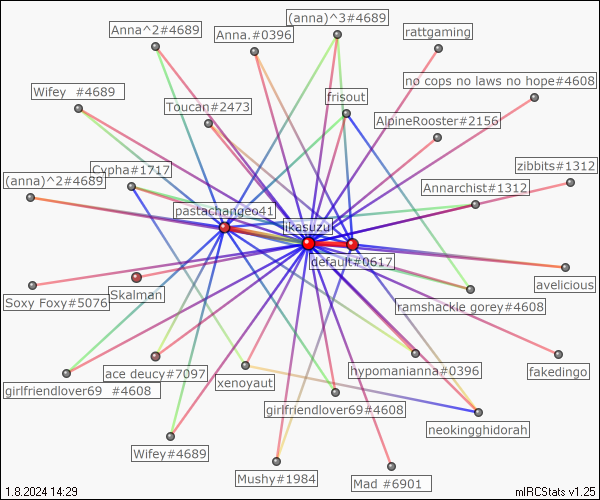 (anna)^3#4689
Anna^2#4689
Anna.#0396
rattgaming
no cops no laws no hope#4608
Wifey  #4689
frisout
Toucan#2473
AlpineRooster#2156
zibbits#1312
Cypha#1717
(anna)^2#4689
Annarchist#1312
pastachangeo41
ikasuzu
default#0617
avelicious
Skalman
Soxy Foxy#5076
ramshackle gorey#4608
ace deucy#7097
hypomanianna#0396
fakedingo
xenoyaut
girlfriendlover69  #4608
girlfriendlover69#4608
neokingghidorah
Wifey#4689
Mushy#1984
Mad #6901
1.8.2024 14:29
mIRCStats v1.25